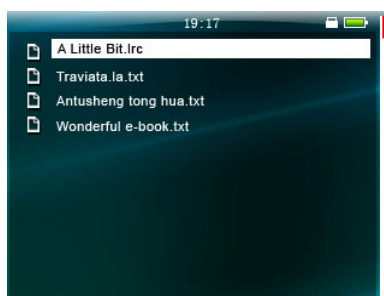 19:17
A Little Bit.lrc
Traviata.la.txt
Antusheng tong hua.txt
Wonderful e-book.txt